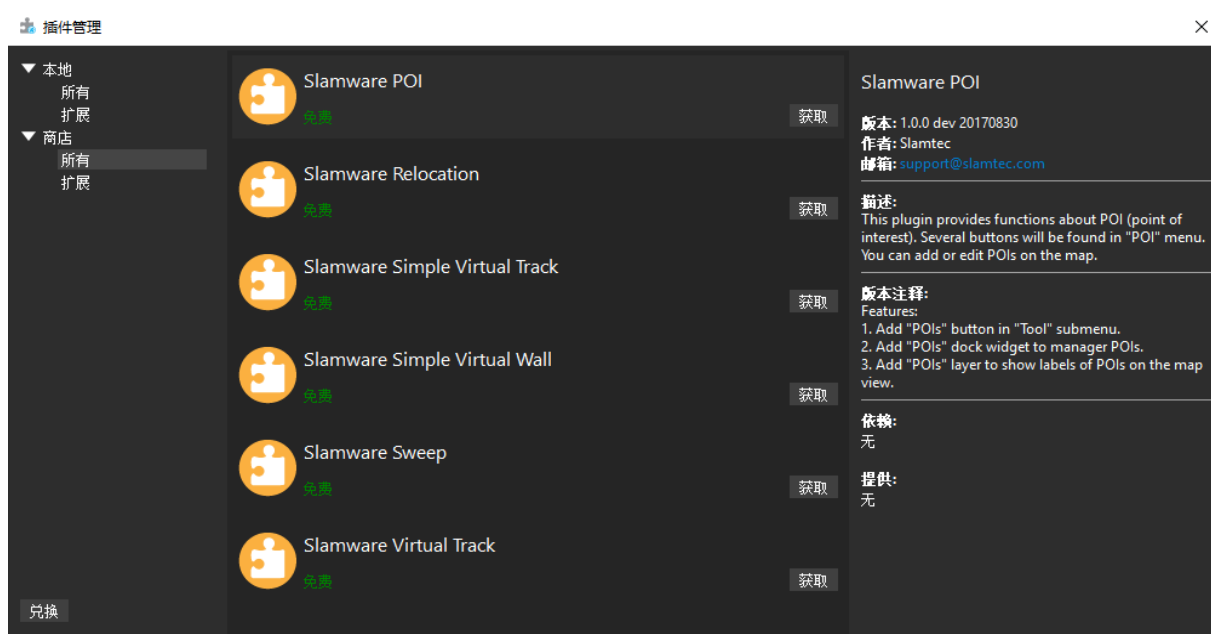 插件管理
本地
所有
扩展
商店
所有
扩展
兑换
Slamware POI
免费
获取
Slamware Relocation
免费
获取
Slamware Simple Virtual Track
免费
获取
Slamware Simple Virtual Wall
免费
获取
Slamware Sweep
免费
获取
Slamware Virtual Track
免费
获取
Slamware POI
版本: 1.0.0 dev 20170830
作者: Slamtec
邮箱: support@slamtec.com
描述:
This plugin provides functions about POI (point of
interest). Several buttons will be found in "POI" menu.
You can add or edit POIs on the map.
版本注释:
Features:
1. Add "POIs" button in "Tool" submenu.
2. Add "POIs" dock widget to manager POIs.
3. Add "POIs" layer to show labels of POIs on the map
view.
依赖:
无
提供:
无